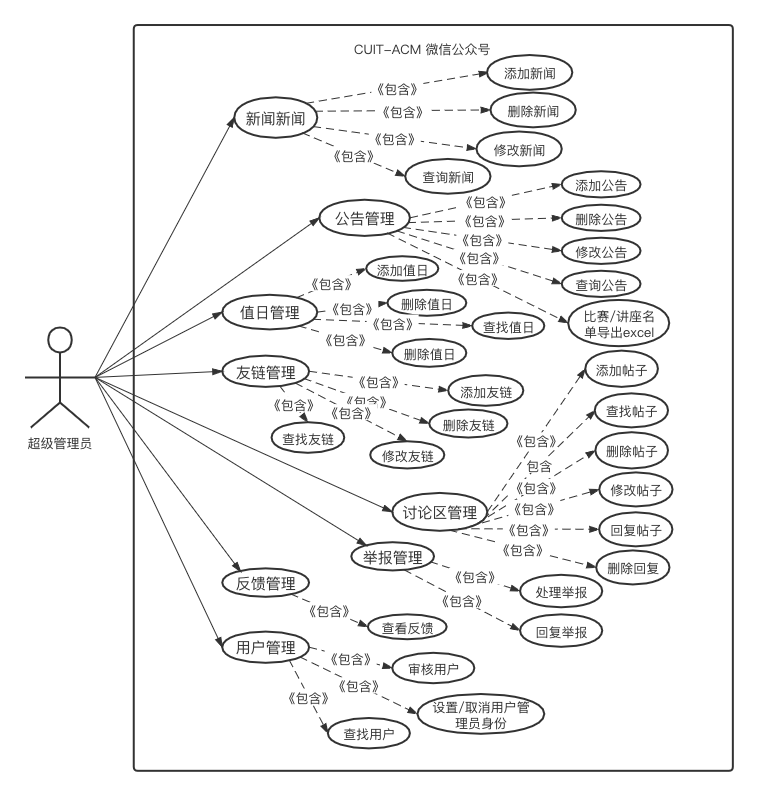 CUIT-ACM 微信公众号
添加新闻
《包含》
新闻新闻
《包含》
删除新闻
《包含》
修改新闻
《包含》
查询新闻
添加公告
《包含》
公告管理
《包含》
删除公告
《包含》
修改公告
《包含》
查询公告
《包含》
比赛/讲座名
单导出excel
添加值日
《包含》
值日管理
《包含》
删除值日
《包含》
查找值日
《包含》
删除值日
超级管理员
友链管理
《包含》
添加友链
《包含》
删除友链
《包含》
修改友链
《包含》
查找友链
添加帖子
《包含》
查找帖子
包含
删除帖子
《包含》
讨论区管理
修改帖子
《包含》
回复帖子
《包含》
删除回复
《包含》
举报管理
《包含》
处理举报
《包含》
回复举报
反馈管理
《包含》
查看反馈
用户管理
《包含》
审核用户
《包含》
设置/取消用户管
理员身份
《包含》
查找用户